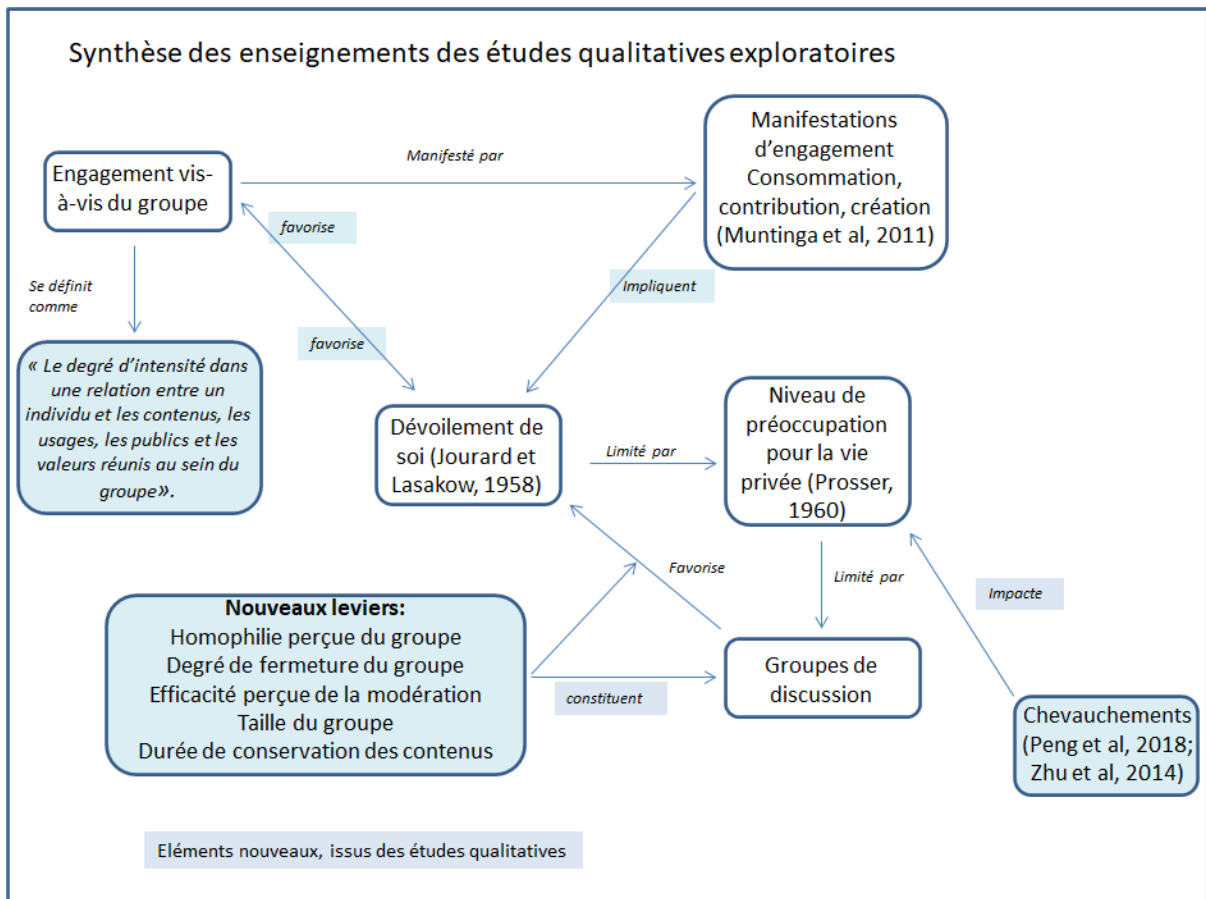 Synthèse des enseignements des études qualitatives exploratoires
Engagement vis-
à-vis du groupe
Manifesté par
Manifestations
d'engagement
Consommation,
contribution, création
(Muntinga et al, 2011)
favorise
Se définit
comme
Impliquent
favorise
« Le degré d'intensité dans
une relation entre un
individu et les contenus, les
usages, les publics et les
valeurs réunis au sein du
groupe».
Dévoilement de
soi (Jourard et
Lasakow, 1958)
Limité par
Niveau de
préoccupation
pour la vie
privée (Prosser,
1960)
Favorise
Limité par
Impacte
Nouveaux leviers:
Homophilie perçue du groupe
Degré de fermeture du groupe
Efficacité perçue de la modération
Taille du groupe
Durée de conservation des contenus
constituent
Groupes de
discussion
Chevauchements
(Peng et al, 2018;
Zhu et al, 2014)
Eléments nouveaux, issus des études qualitatives